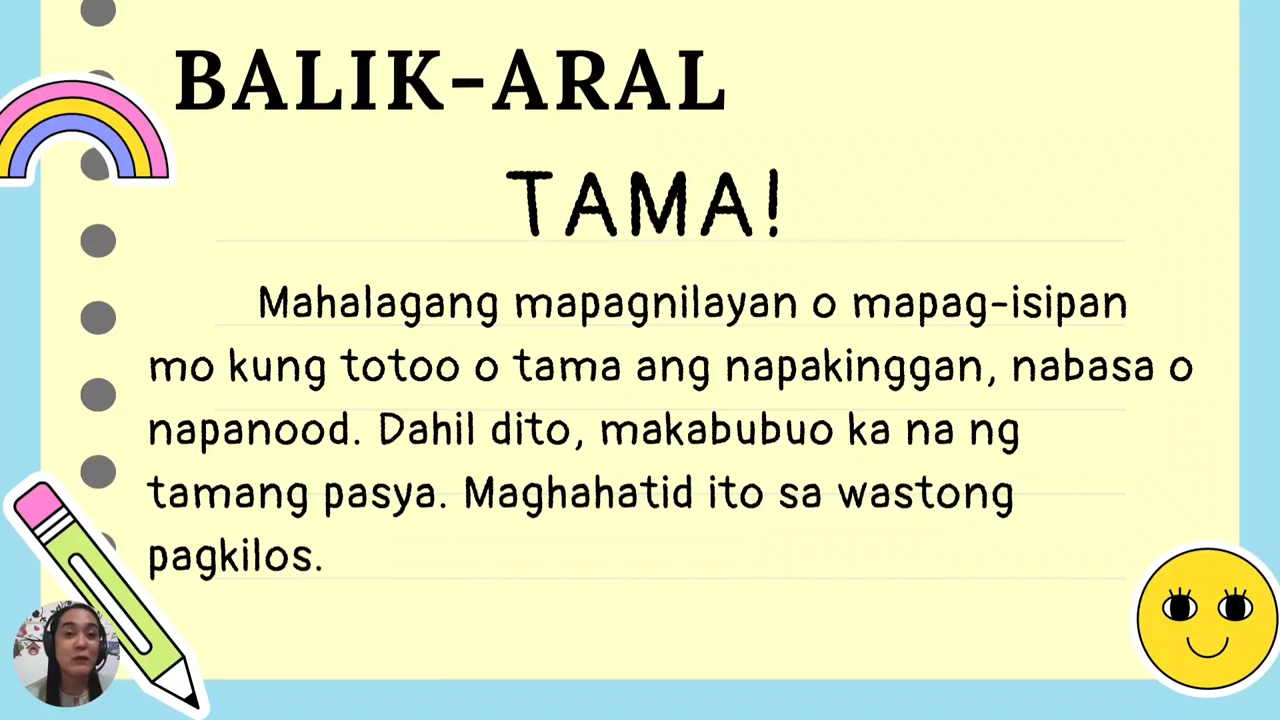 BALIK-ARAL
TAMA!
Mahalagang mapagnilayan o mapag-isipan
mo kung totoo o tama ang napakinggan, nabasa o
napanood. Dahil dito, makabubuo ka na ng
tamang pasya. Maghahatid ito sa wastong
pagkilos.